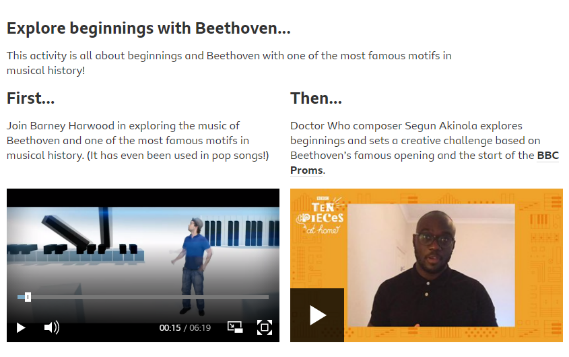 Explore beginnings with Beethoven...
This activity is all about beginnings and Beethoven with one of the most famous motifs in
musical history!
First...
Join Barney Harwood in exploring the music of
Beethoven and one of the most famous motifs in
musical history. (It has even been used in pop songs!)
Then...
Doctor Who composer Segun Akinola explores
beginnings and sets a creative challenge based on
Beethoven's famous opening and the start of the BBC
Proms.
00:15 / 06:19
BBC
TEN
PIECES
at home